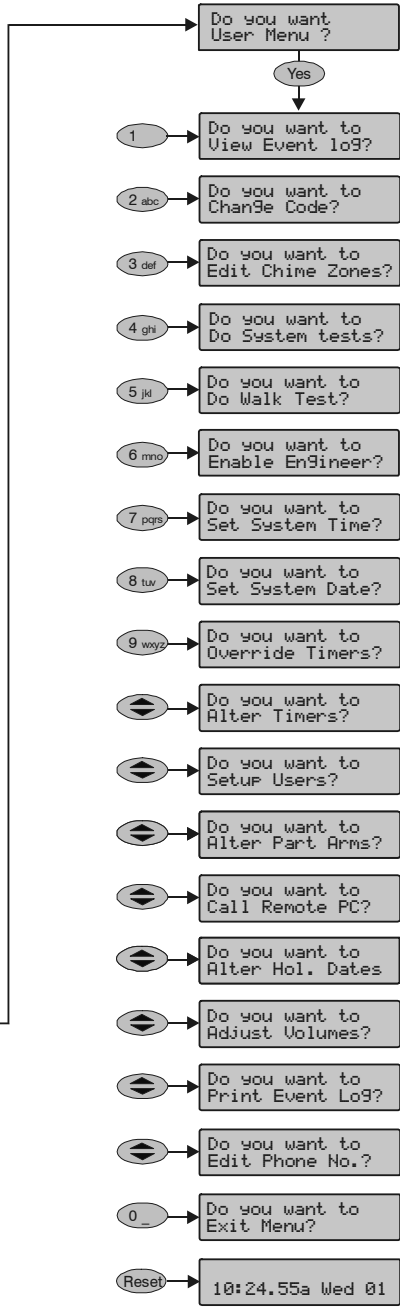 Do you want
User Menu ?
Yes
1
Do you want to
View Event log?
2 abc
Do you want to
Change Code?
3 def
Do you want to
Edit Chime Zones?
4 ghi
Do you want to
Do System tests?
5 jkl
Do you want to
Do Walk Test?
6 mno
Do you want to
Enable Engineer?
7 pqrs
Do you want to
Set System Time?
8 tuv
Do you want to
Set System Date?
9 wxyz
Do you want to
Override Timers?
Do you want to
Alter Timers?
Do you want to
Setup Users?
Do you want to
Alter Part Arms?
Do you want to
Call Remote PC?
Do you want to
Alter Hol. Dates
Do you want to
Adjust Volumes?
Do you want to
Print Event Log?
Do you want to
Edit Phone No.?
0 _
Do you want to
Exit Menu?
Reset
10:24.55a Wed 01